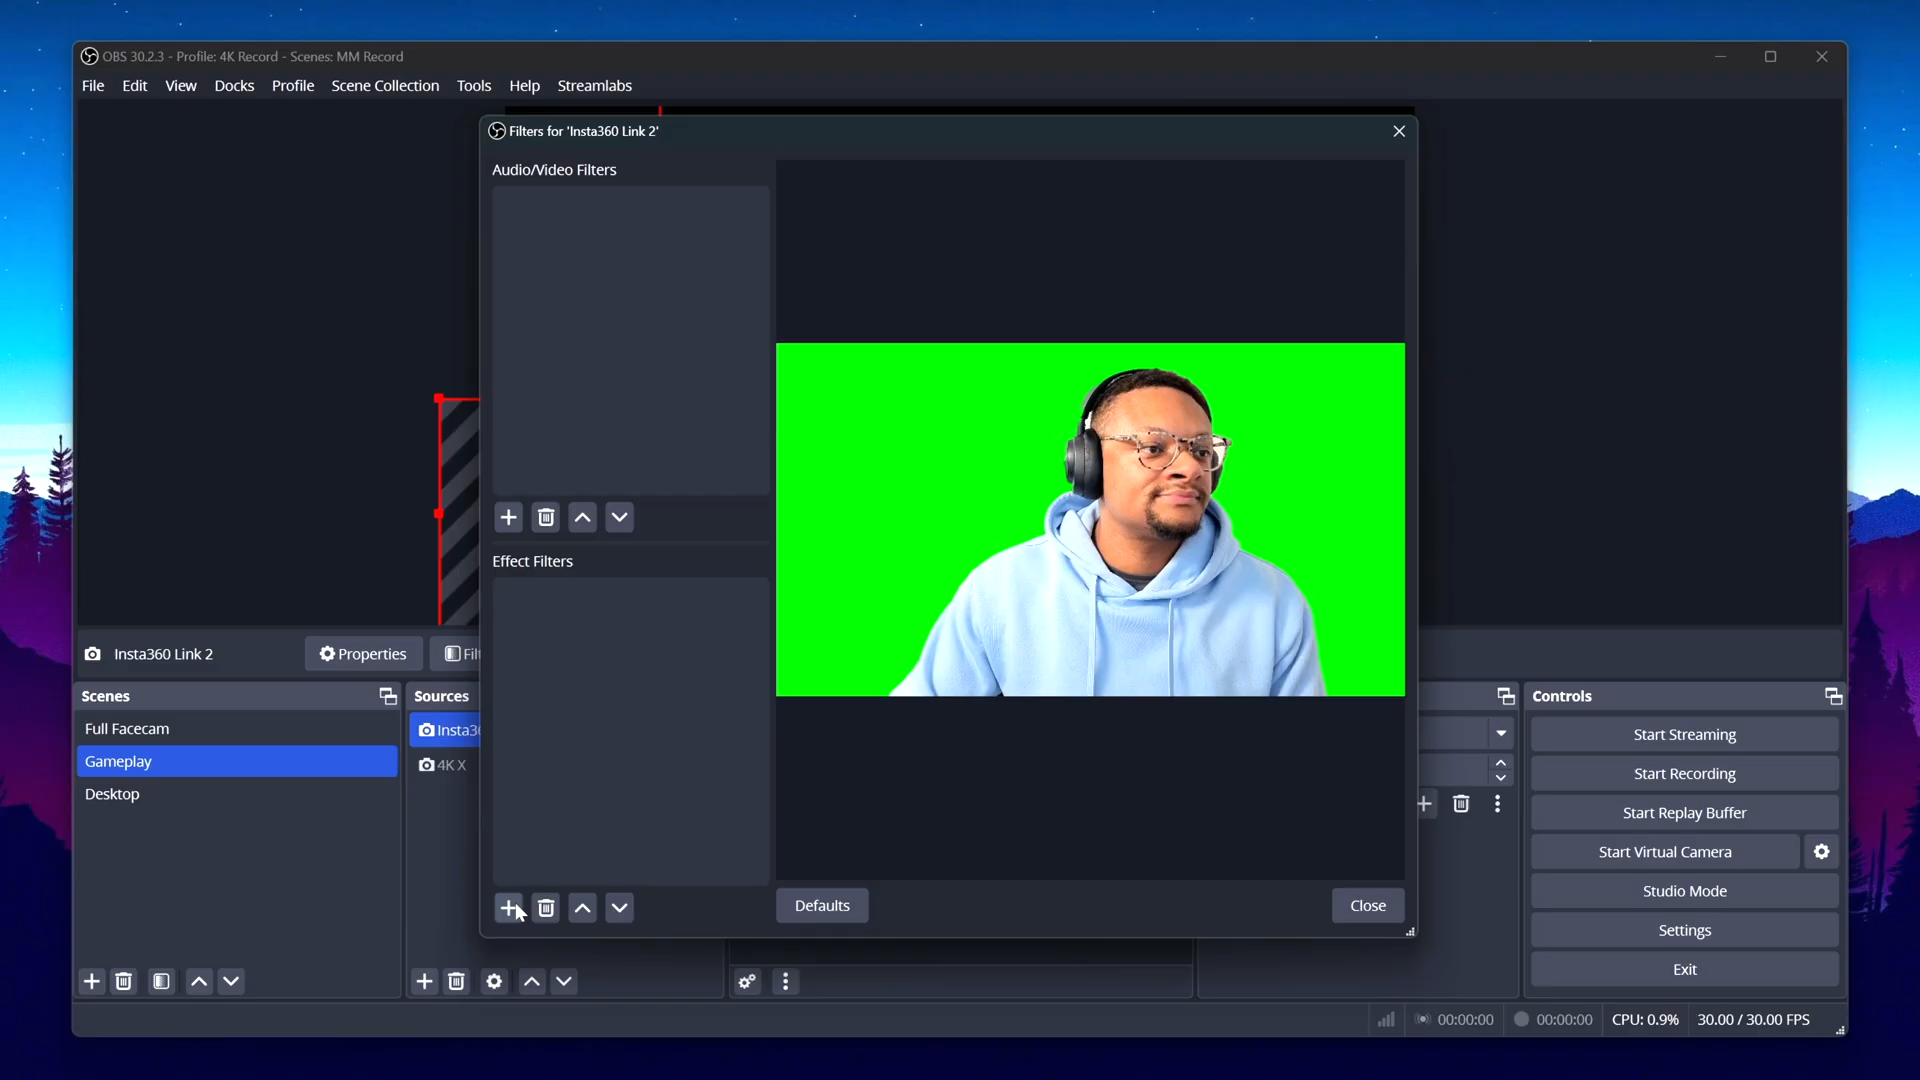 OBS 30.2.3 - Profile: 4K Record - Scenes: MM Record
File Edit View Docks Profile Scene Collection Tools Help Streamlabs
Filters for 'Insta360 Link 2'
Audio/Video Filters
Effect Filters
Defaults
Close
Insta360 Link 2
Properties
Scenes
Full Facecam
Gameplay
Desktop
Sources
4K X
Controls
Start Streaming
Start Recording
Start Replay Buffer
Start Virtual Camera
Studio Mode
Settings
Exit
00:00:00 00:00:00 CPU: 0.9% 30.00 / 30.00 FPS